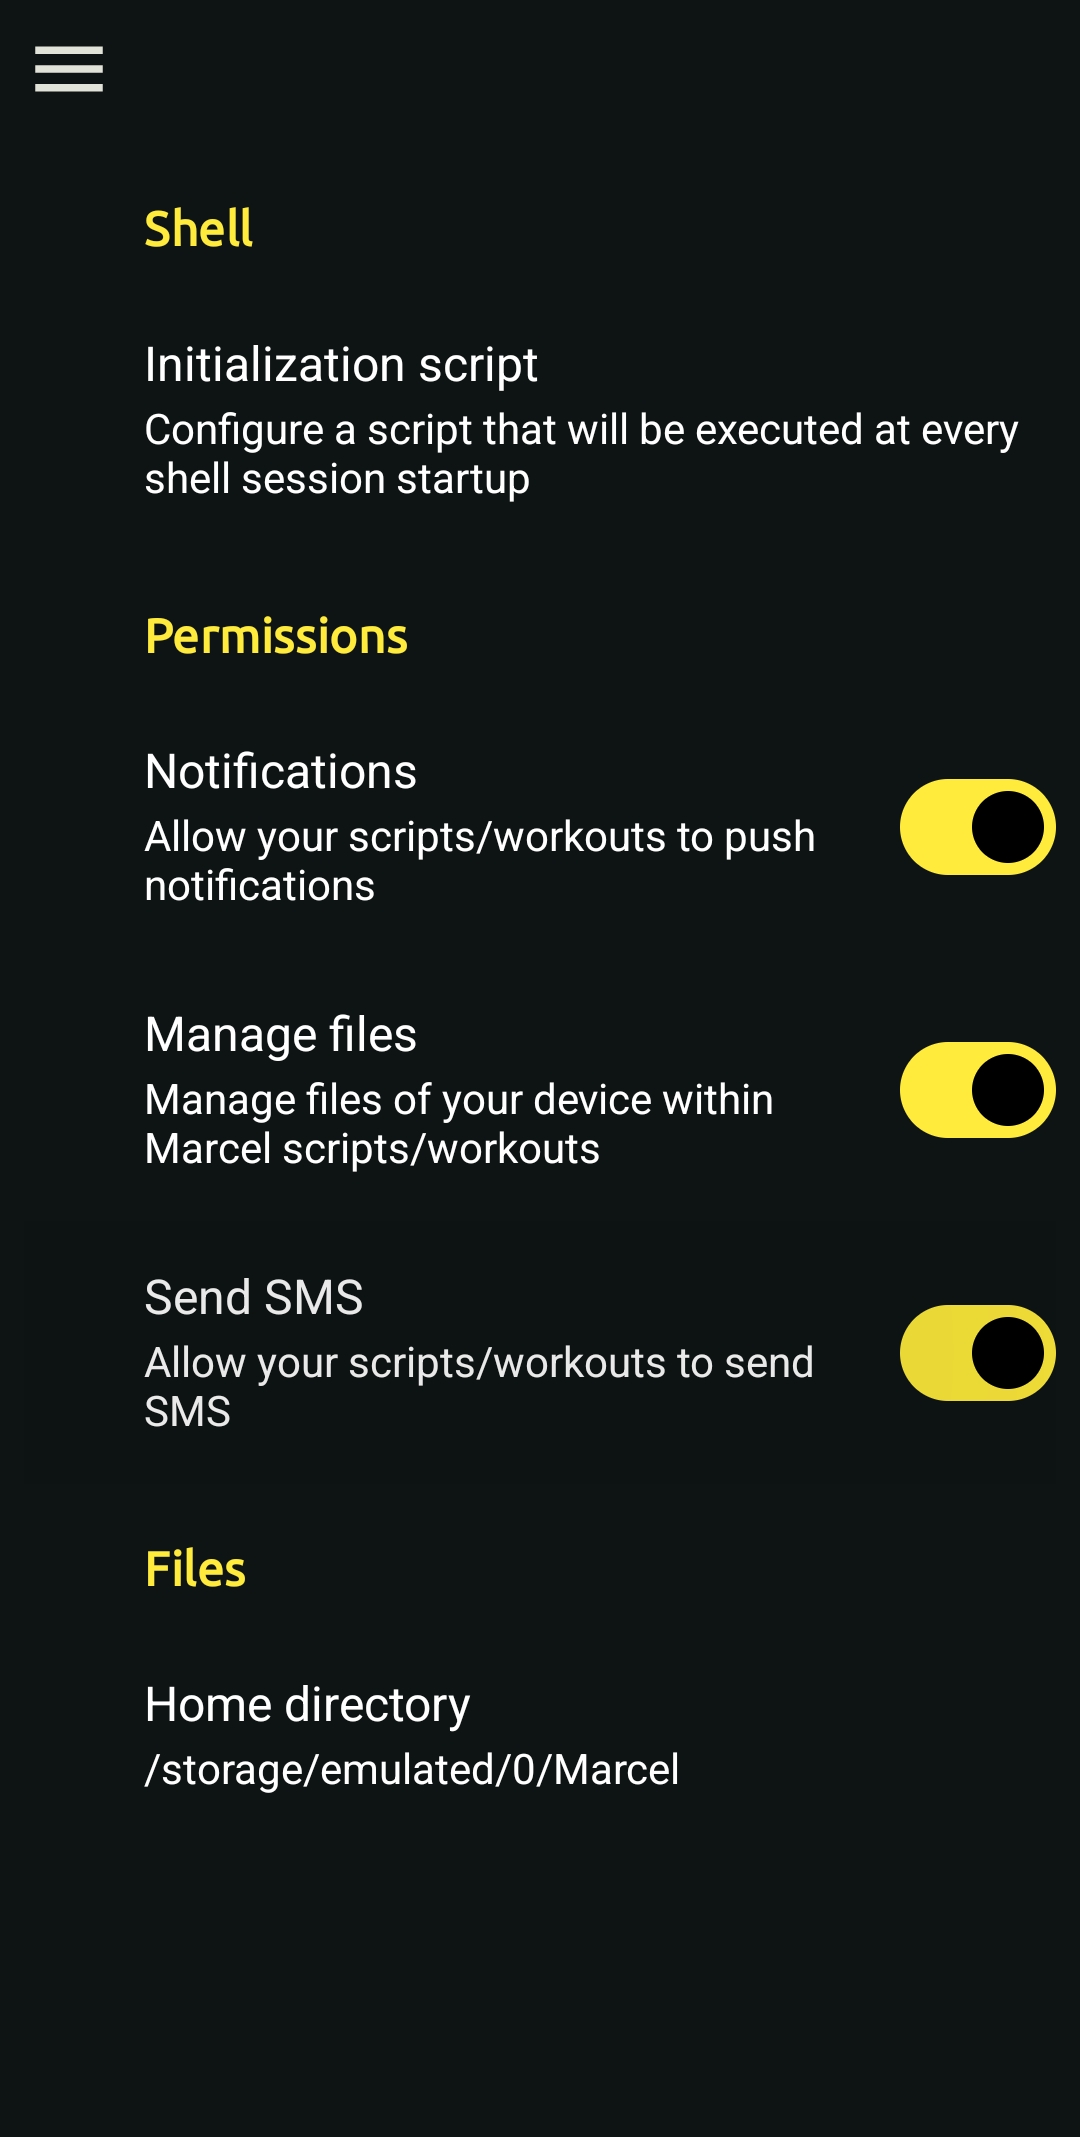 Shell
Initialization script
Configure a script that will be executed at every
shell session startup
Permissions
Notifications
Allow your scripts/workouts to push
notifications
Manage files
Manage files of your device within
Marcel scripts/workouts
Send SMS
Allow your scripts/workouts to send
SMS
Files
Home directory
/storage/emulated/0/Marcel